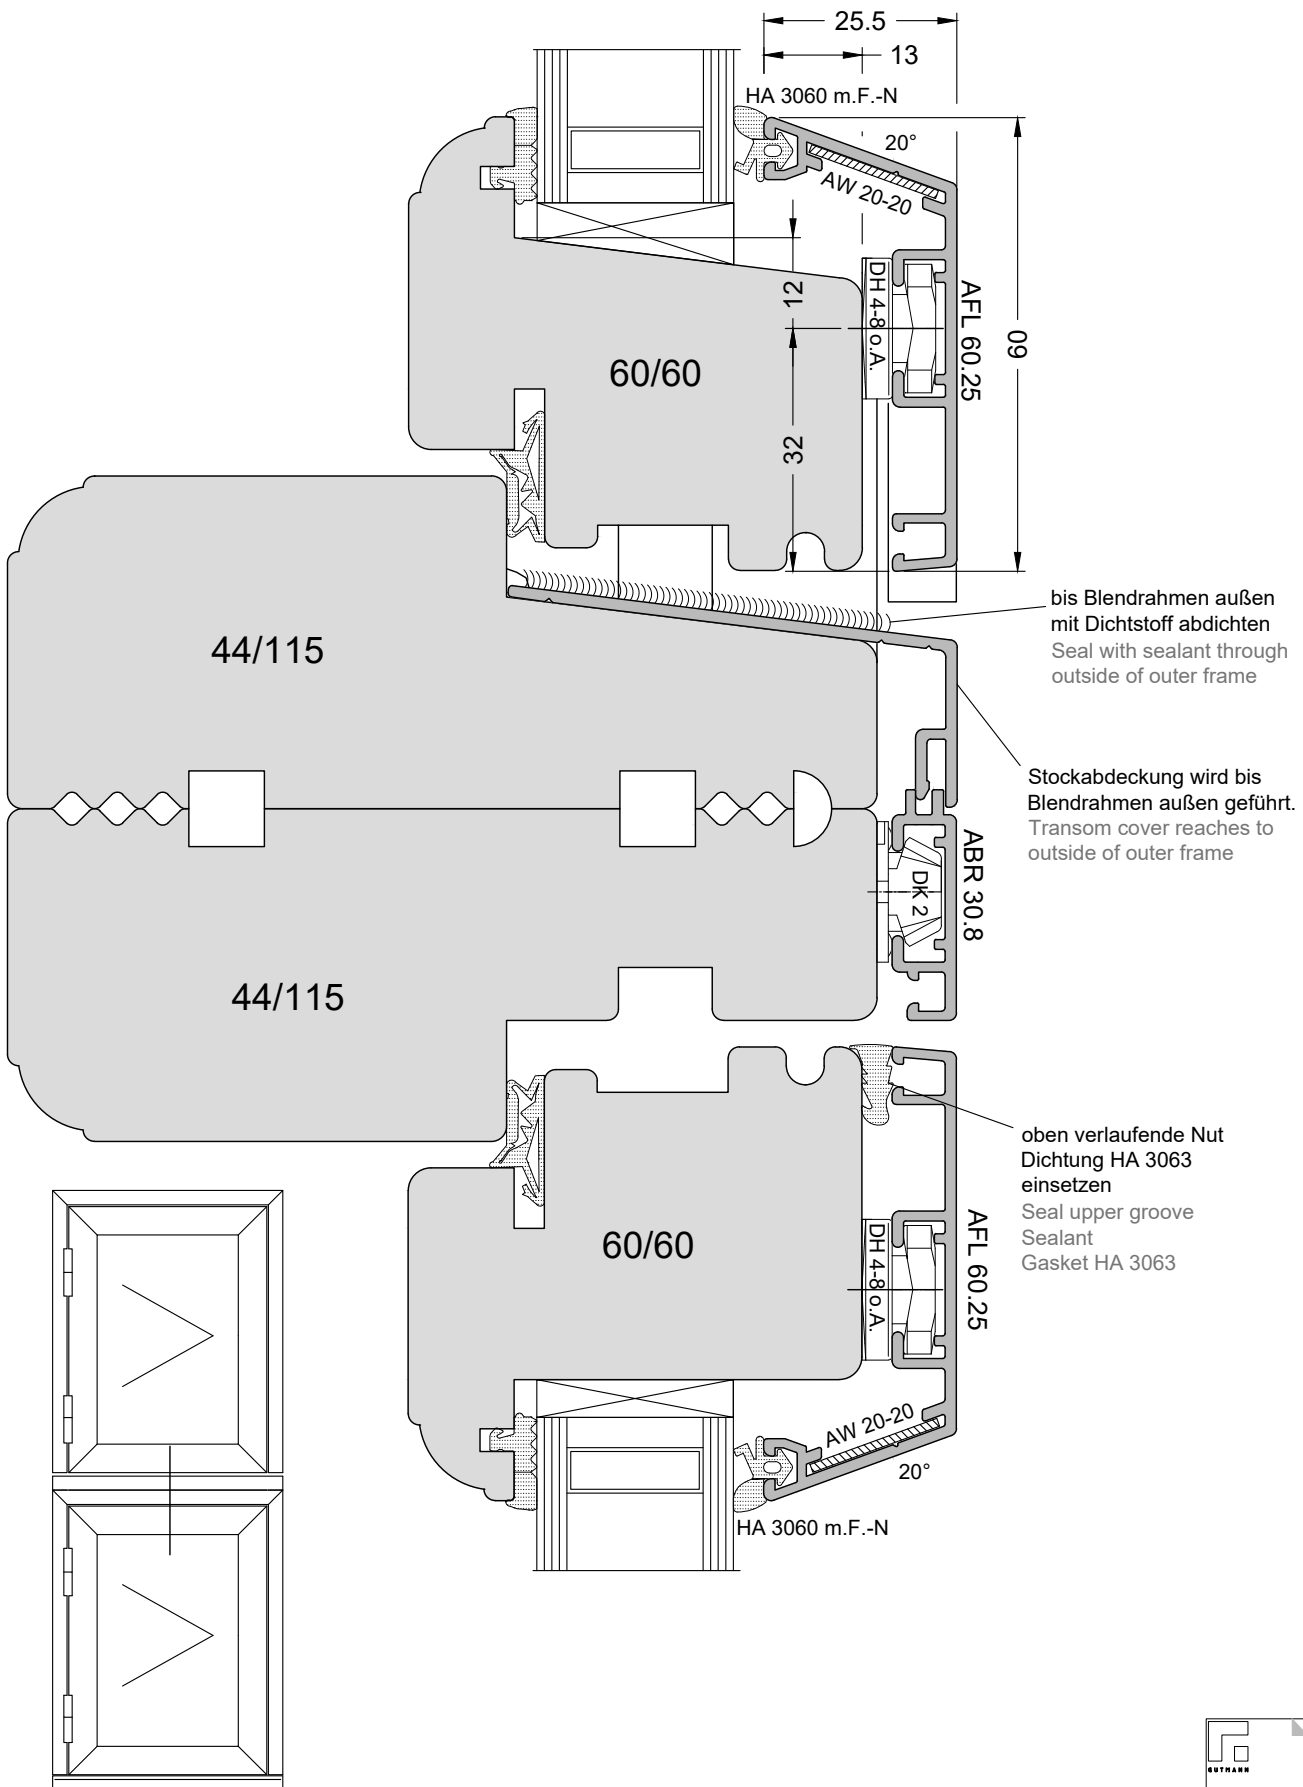 25.5
13
HA 3060 m.F.-N
20°
AW 20-20
12
DH 4-8 o.A.
AFL 60.25
60
60/60
32
bis Blendrahmen außen
mit Dichtstoff abdichten
Seal with sealant through
outside of outer frame
44/115
Stockabdeckung wird bis
Blendrahmen außen geführt.
Transom cover reaches to
outside of outer frame
ABR 30.8
DK 2
44/115
oben verlaufende Nut
Dichtung HA 3063
einsetzen
Seal upper groove
Sealant
Gasket HA 3063
60/60
DH 4-8 o.A.
AFL 60.25
AW 20-20
20°
HA 3060 m.F.-N
GUTMANN